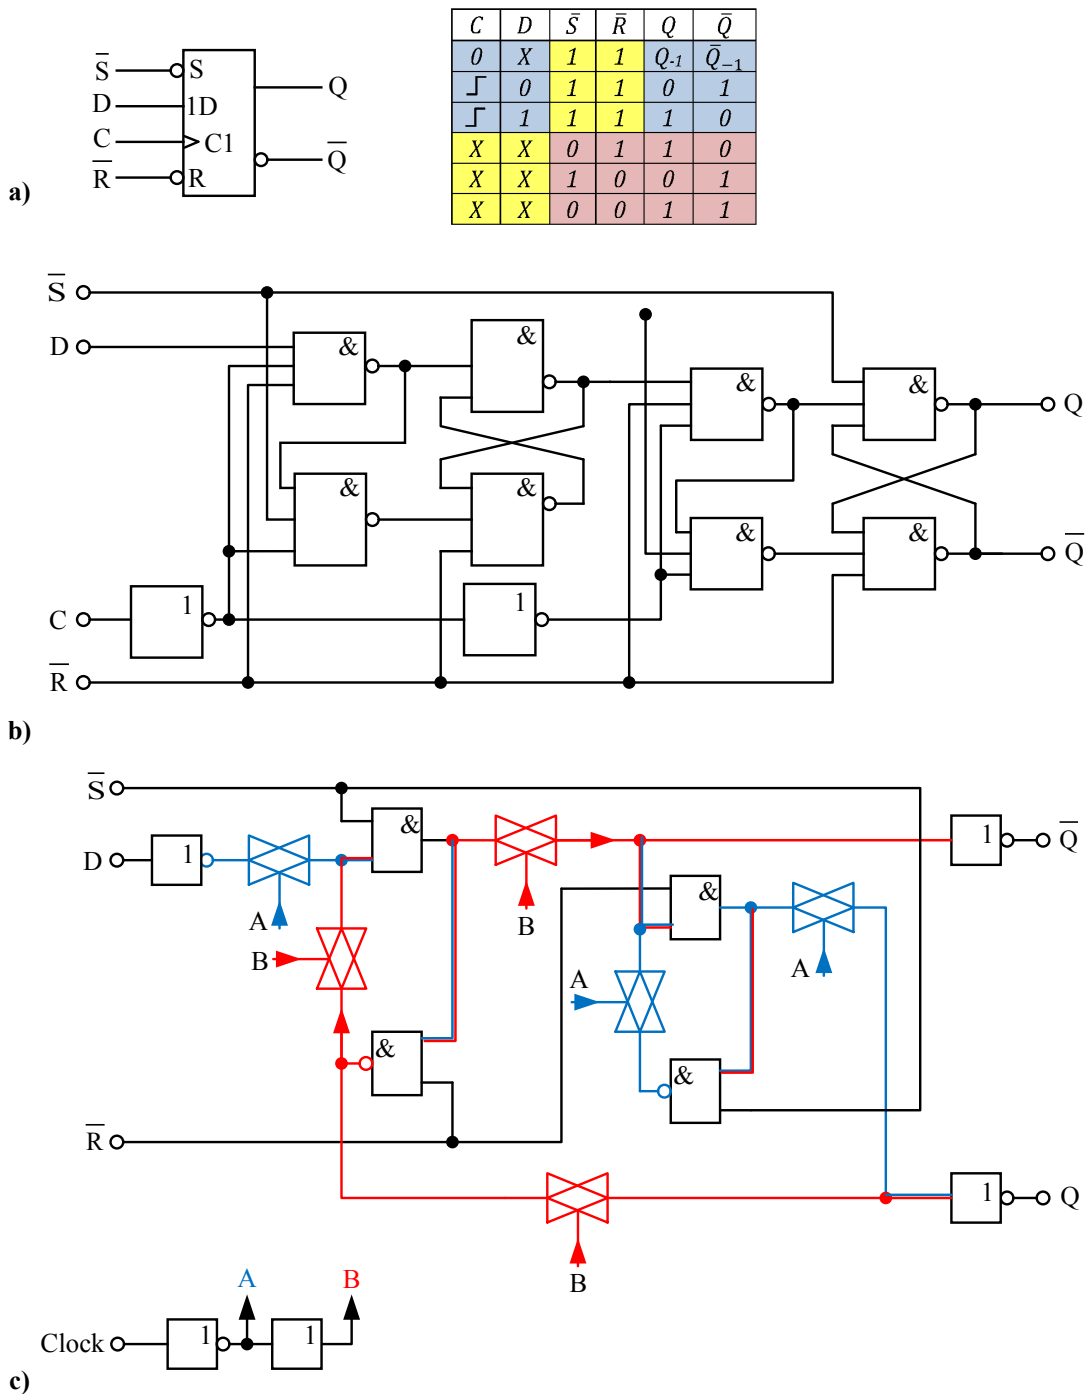 C D S̅ R̅ Q Q̅
0 X 1 1 Q-1 Q̅−1
0 1 1 0 1
1 1 1 1 0
X X 0 1 1 0
X X 1 0 0 1
X X 0 0 1 1
S̅ S
D 1D Q
C C1
R̅ R Q̅
a)
S̅
D & &
& & Q
& &
& & Q̅
C 1 1
R̅
b)
S̅
D 1 & 1 Q̅
&
A B
B A A
& &
R̅
1 Q
B
A B
Clock 1 1
c)